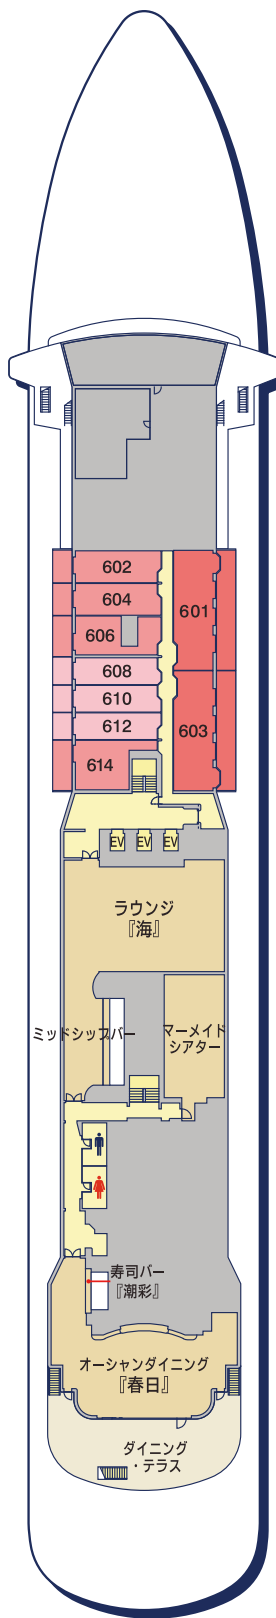 602
604
601
606
608
610
612
603
614
EV EV EV
ラウンジ
『海』
ミッドシップバー
マーメイド
シアター
寿司バー
『潮彩』
オーシャンダイニング
『春日』
ダイニング
・テラス